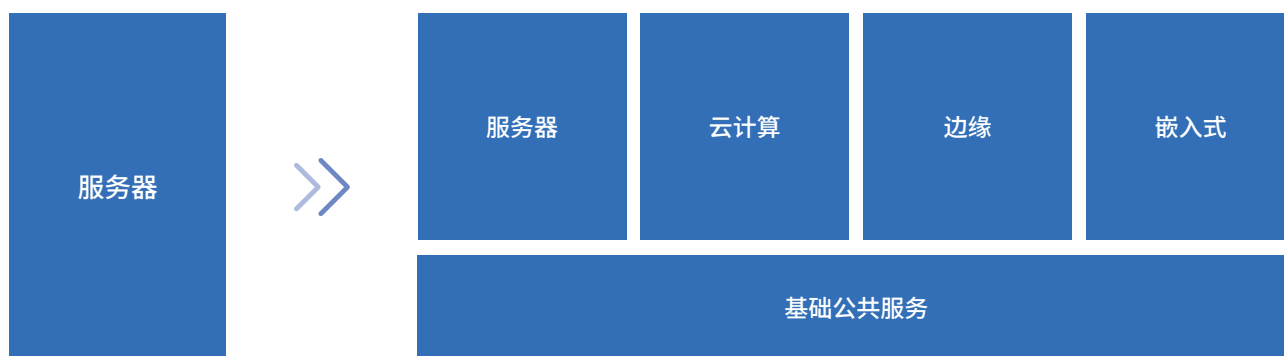 服务器
服务器
云计算
边缘
嵌入式
基础公共服务